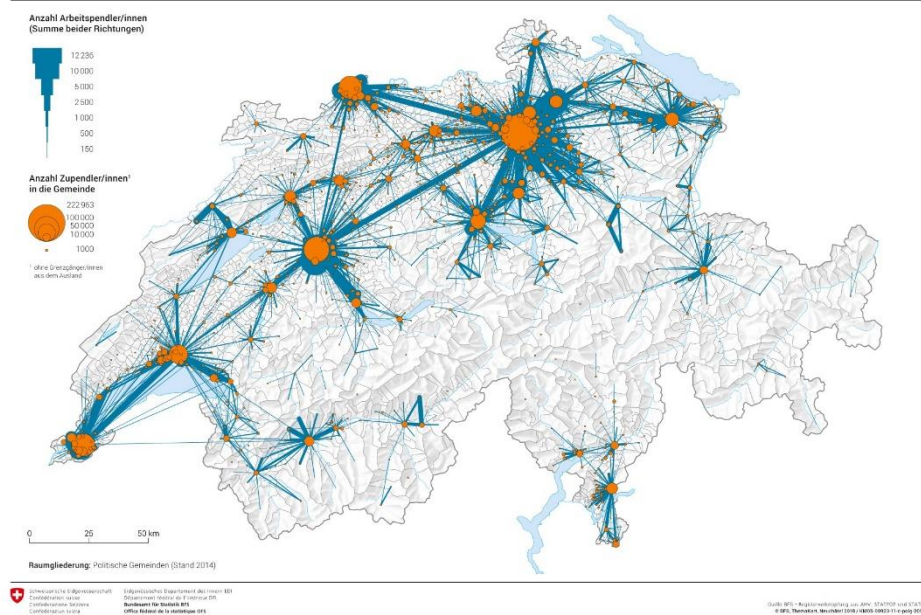 Anzahl Arbeitspendler/innen
(Summe beider Richtungen)
12 236
10 000
5 000
2 500
1 000
500
150
Anzahl Zupendler/innen¹
in die Gemeinde
222 963
100 000
50 000
10 000
1000
¹ ohne Grenzgänger/innen
aus dem Ausland
0 25 50 km
Raumgliederung: Politische Gemeinden (Stand 2014)
Schweizerische Eidgenossenschaft
Confédération suisse
Confederazione Svizzera
Confederaziun svizra
Eidgenössisches Departement des Innern EDI
Département fédéral de l'intérieur DFI
Bundesamt für Statistik BFS
Office fédéral de la statistique OFS